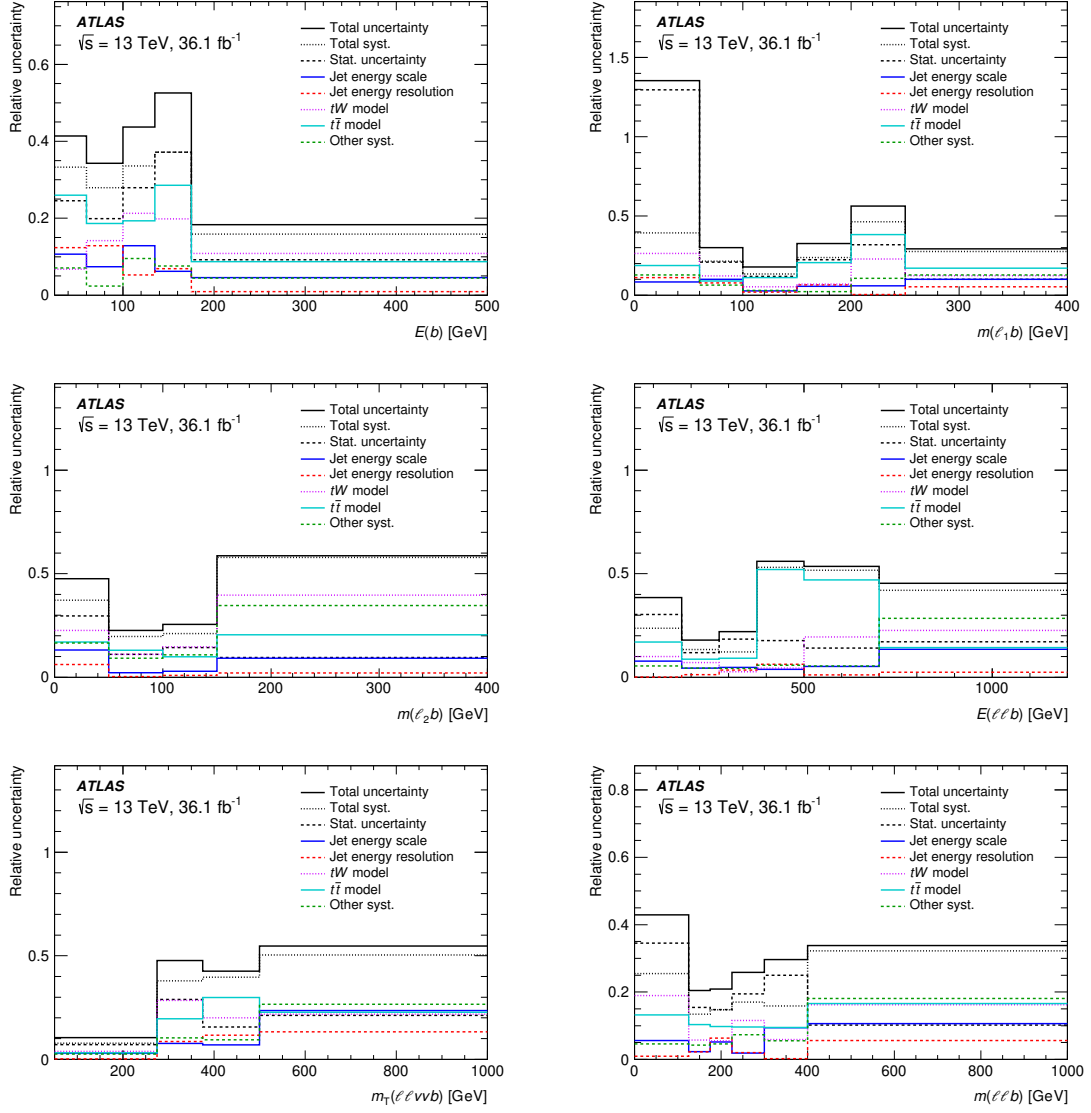 Relative uncertainty
ATLAS
√s = 13 TeV, 36.1 fb-1
Total uncertainty
Total syst.
Stat. uncertainty
Jet energy scale
Jet energy resolution
tW model
tt̄ model
Other syst.
0.6
0.4
0.2
0
100 200 300 400 500
E(b) [GeV]
Relative uncertainty
ATLAS
√s = 13 TeV, 36.1 fb-1
Total uncertainty
Total syst.
Stat. uncertainty
Jet energy scale
Jet energy resolution
tW model
tt̄ model
Other syst.
1.5
1
0.5
0
0 100 200 300 400
m(ℓ1b) [GeV]
Relative uncertainty
ATLAS
√s = 13 TeV, 36.1 fb-1
Total uncertainty
Total syst.
Stat. uncertainty
Jet energy scale
Jet energy resolution
tW model
tt̄ model
Other syst.
1
0.5
0
0 100 200 300 400
m(ℓ2b) [GeV]
Relative uncertainty
ATLAS
√s = 13 TeV, 36.1 fb-1
Total uncertainty
Total syst.
Stat. uncertainty
Jet energy scale
Jet energy resolution
tW model
tt̄ model
Other syst.
1
0.5
0
500 1000
E(ℓℓb) [GeV]
Relative uncertainty
ATLAS
√s = 13 TeV, 36.1 fb-1
Total uncertainty
Total syst.
Stat. uncertainty
Jet energy scale
Jet energy resolution
tW model
tt̄ model
Other syst.
1
0.5
0
200 400 600 800 1000
mT(ℓℓννb) [GeV]
Relative uncertainty
ATLAS
√s = 13 TeV, 36.1 fb-1
Total uncertainty
Total syst.
Stat. uncertainty
Jet energy scale
Jet energy resolution
tW model
tt̄ model
Other syst.
0.8
0.6
0.4
0.2
0
0 200 400 600 800 1000
m(ℓℓb) [GeV]